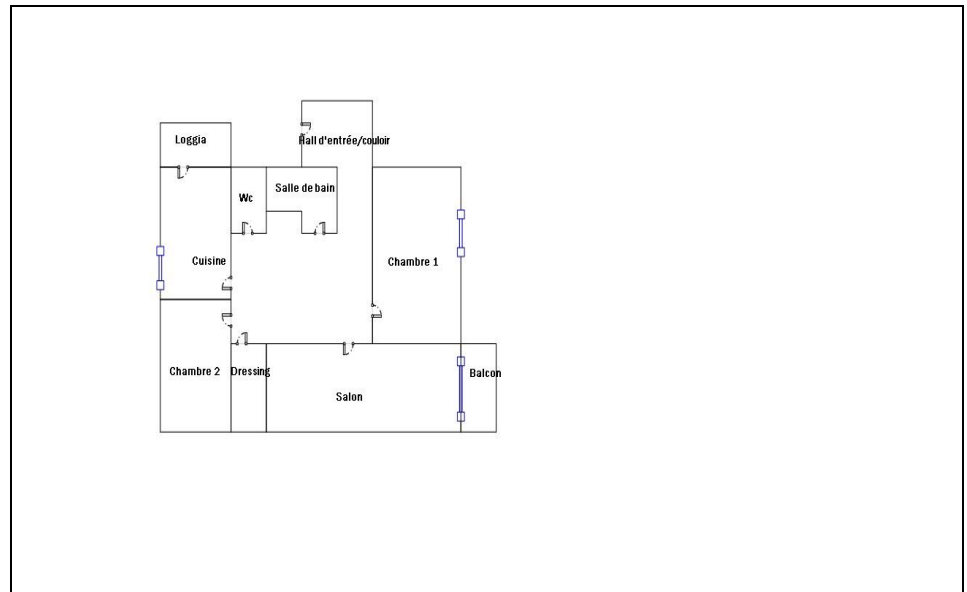 Loggia
Hall d'entrée/couloir
Salle de bain
Wc
Cuisine
Chambre 1
Chambre 2
Dressing
Salon
Balcon